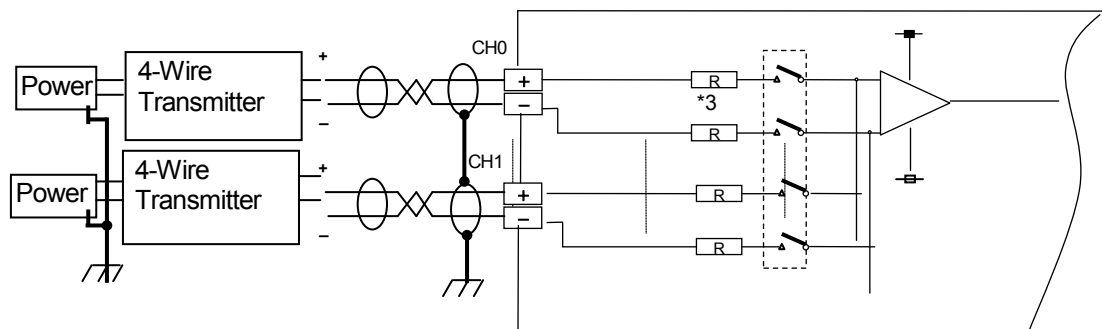 Power
4-Wire
Transmitter
+
−
CH0
+
−
R
*3
R
Power
4-Wire
Transmitter
+
−
CH1
+
−
R
R